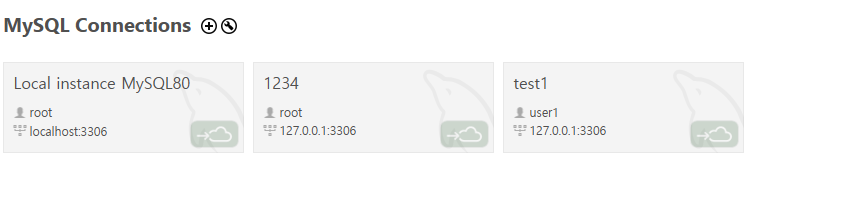 MySQL Connections
Local instance MySQL80
root
localhost:3306
1234
root
127.0.0.1:3306
test1
user1
127.0.0.1:3306